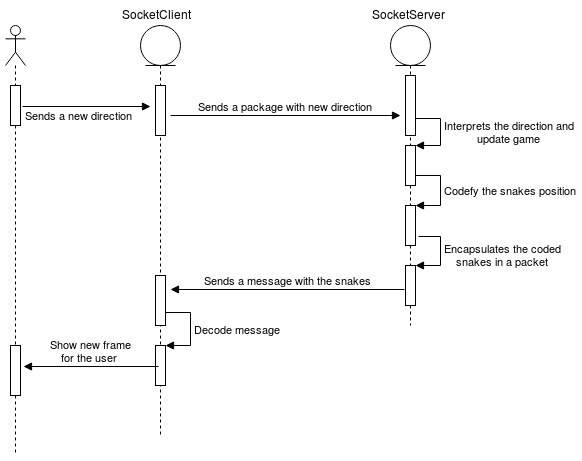 SocketClient
SocketServer
Sends a new direction
Sends a package with new direction
Interprets the direction and
update game
Codefy the snakes position
Encapsulates the coded
snakes in a packet
Sends a message with the snakes
Decode message
Show new frame
for the user